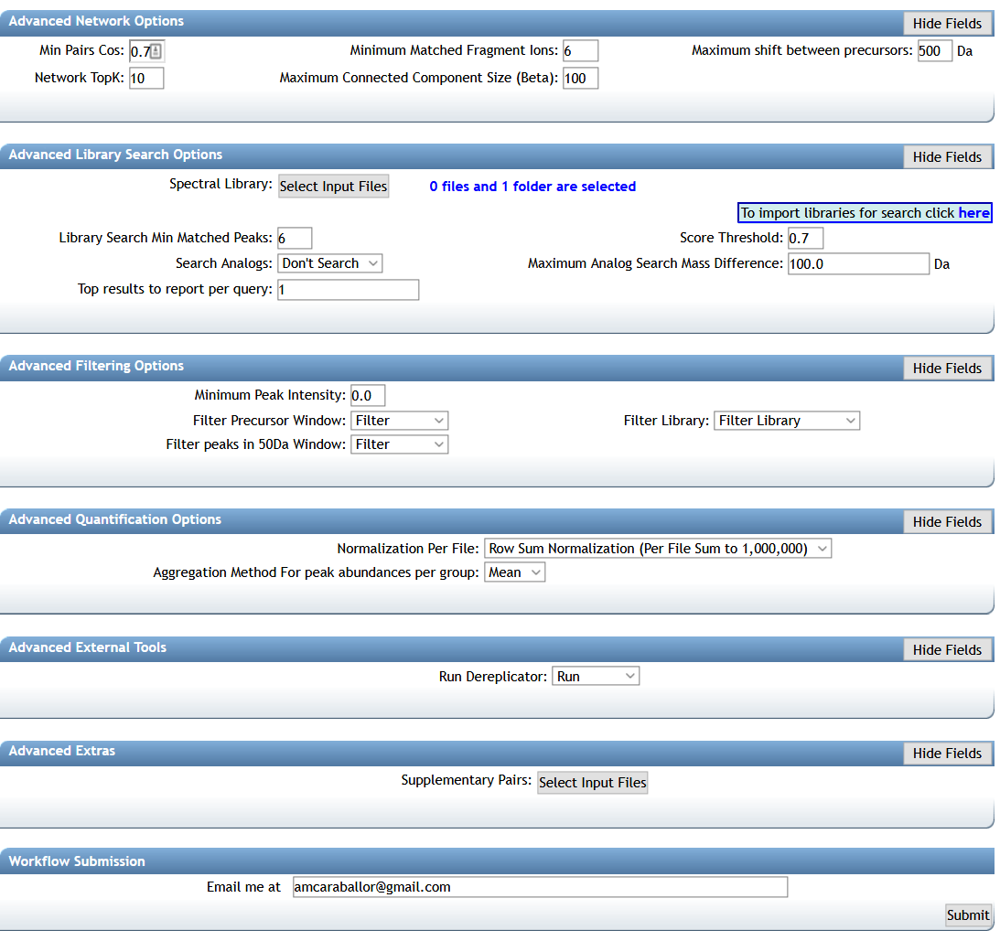 Advanced Network Options Hide Fields
Min Pairs Cos: 0.7 Minimum Matched Fragment Ions: 6 Maximum shift between precursors: 500 Da
Network TopK: 10 Maximum Connected Component Size (Beta): 100
Advanced Library Search Options Hide Fields
Spectral Library: Select Input Files 0 files and 1 folder are selected
To import libraries for search click here
Library Search Min Matched Peaks: 6 Score Threshold: 0.7
Search Analogs: Don't Search Maximum Analog Search Mass Difference: 100.0 Da
Top results to report per query: 1
Advanced Filtering Options Hide Fields
Minimum Peak Intensity: 0.0
Filter Precursor Window: Filter Filter Library: Filter Library
Filter peaks in 50Da Window: Filter
Advanced Quantification Options Hide Fields
Normalization Per File: Row Sum Normalization (Per File Sum to 1,000,000)
Aggregation Method For peak abundances per group: Mean
Advanced External Tools Hide Fields
Run Dereplicator: Run
Advanced Extras Hide Fields
Supplementary Pairs: Select Input Files
Workflow Submission
Email me at amcaraballor@gmail.com
Submit